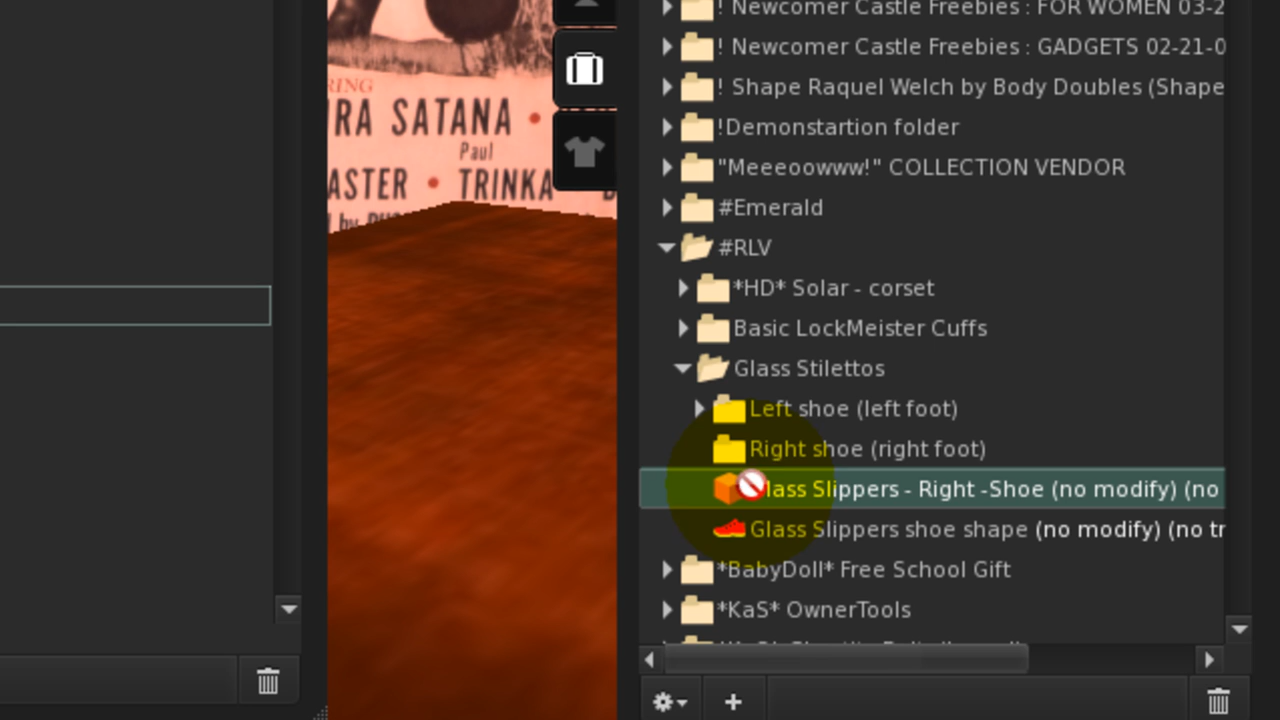 RING
RA SATANA •
Paul
ASTER • TRINKA
by
! Newcomer Castle Freebies : FOR WOMEN 03-2
! Newcomer Castle Freebies : GADGETS 02-21-0
! Shape Raquel Welch by Body Doubles (Shape
!Demonstartion folder
"Meeeoowww!" COLLECTION VENDOR
#Emerald
#RLV
*HD* Solar - corset
Basic LockMeister Cuffs
Glass Stilettos
Left shoe (left foot)
Right shoe (right foot)
lass Slippers - Right -Shoe (no modify) (no
Glass Slippers shoe shape (no modify) (no tr
*BabyDoll* Free School Gift
*KaS* OwnerTools